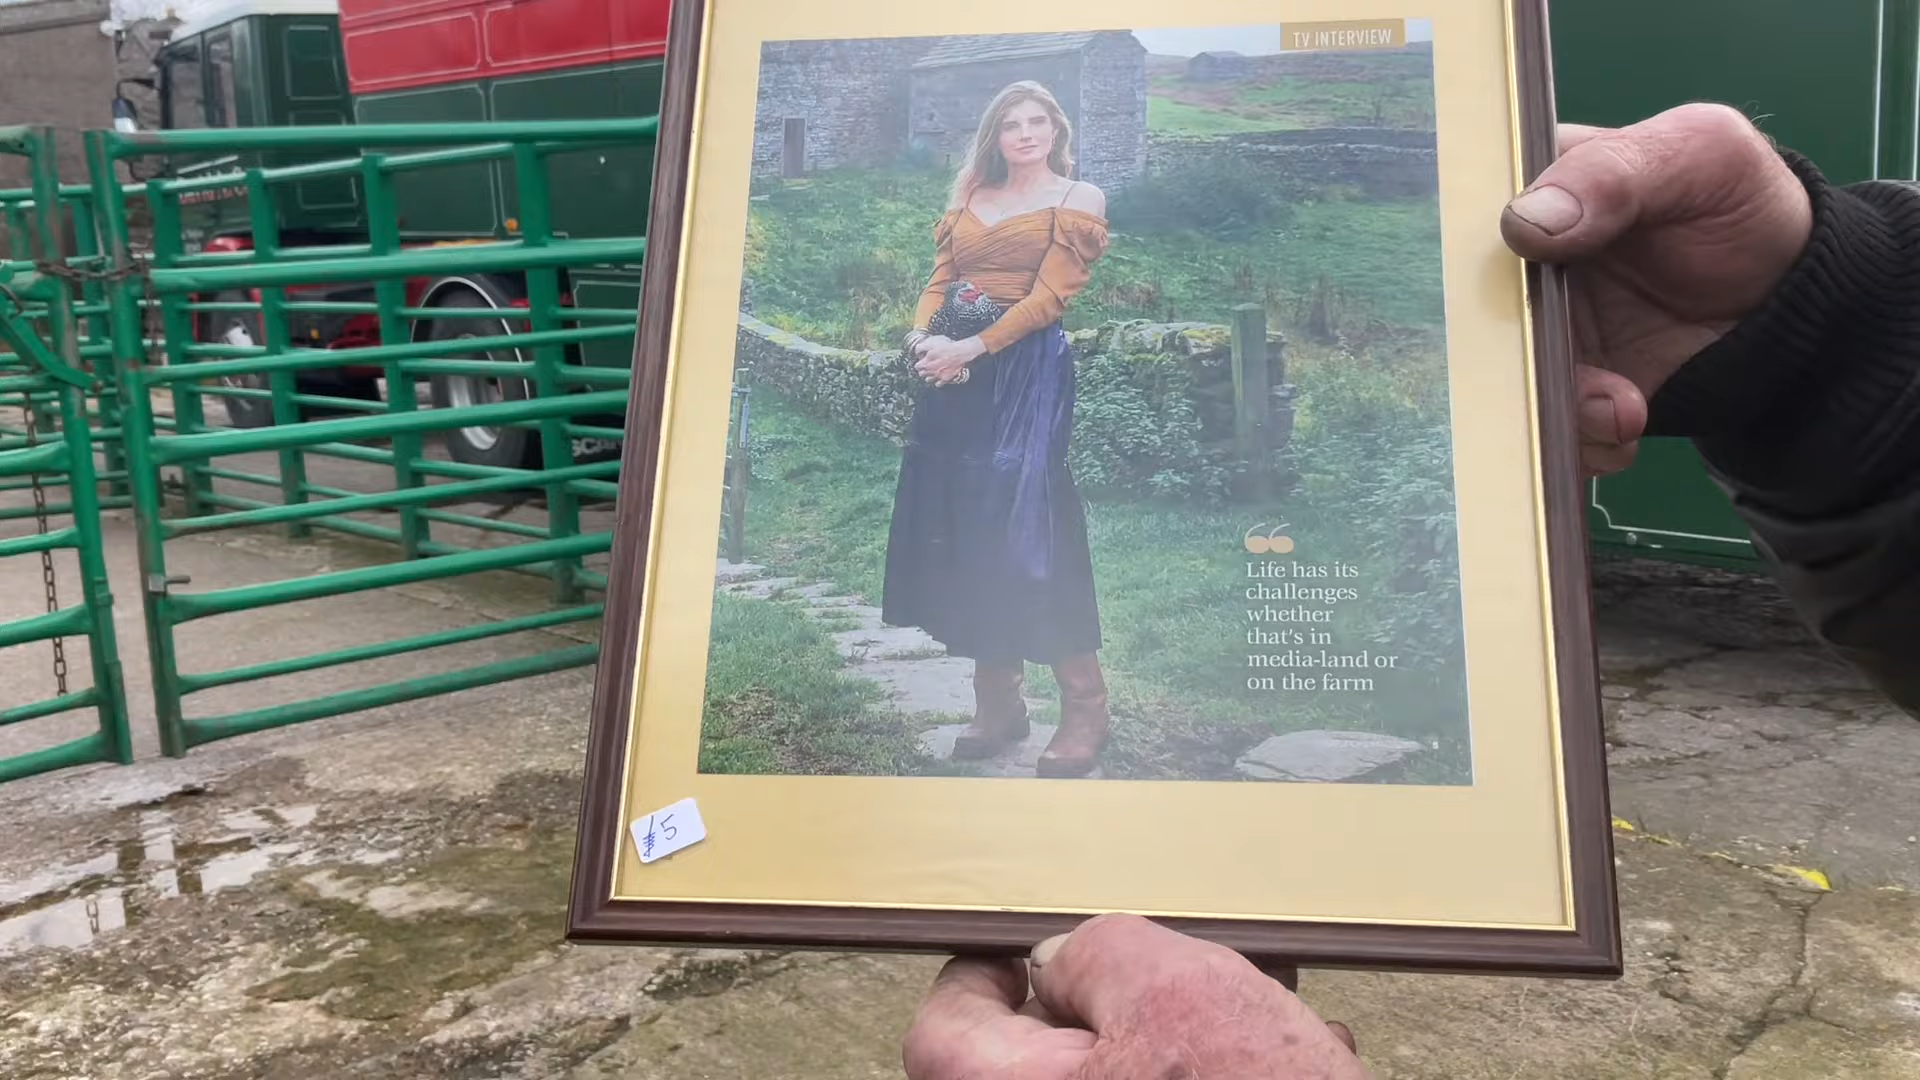 TV INTERVIEW
Life has its
challenges
whether
that's in
media-land or
on the farm
5